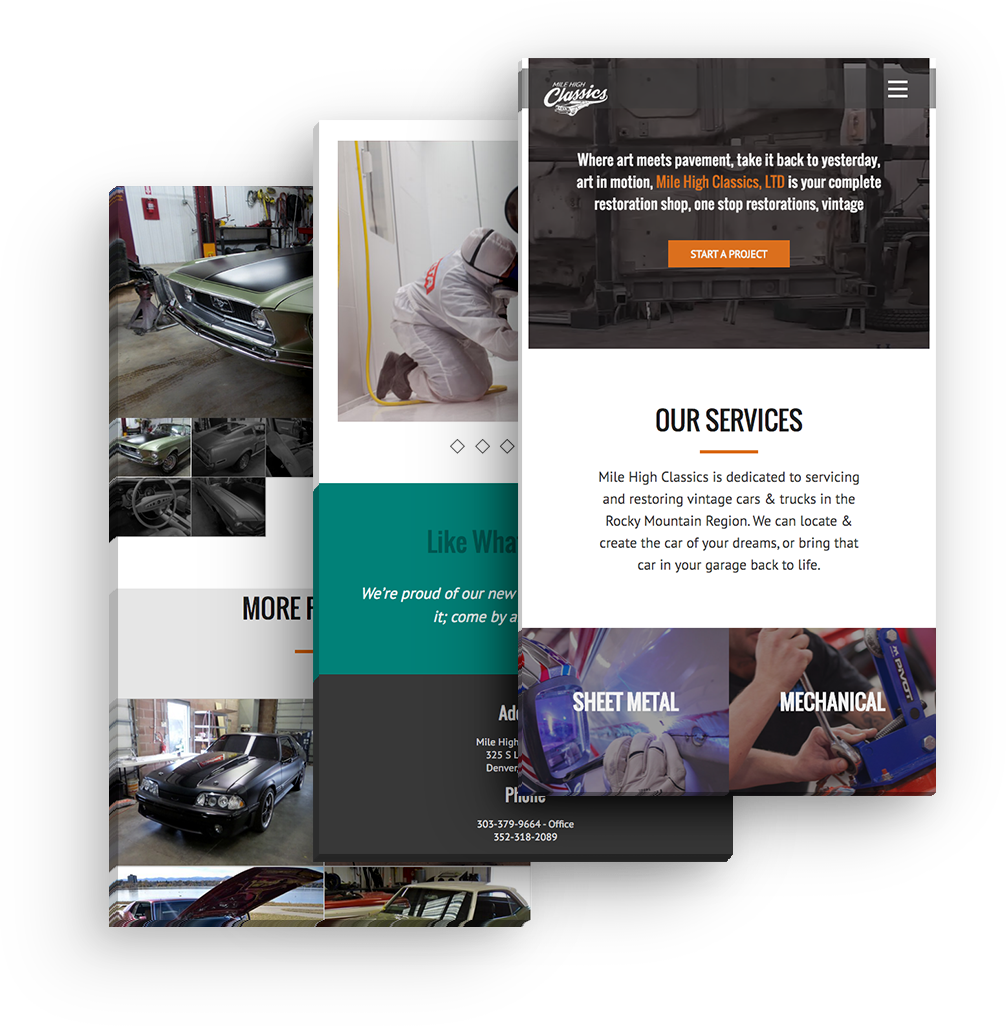 MILE HIGH
Classics
Where art meets pavement, take it back to yesterday,
art in motion, Mile High Classics, LTD is your complete
restoration shop, one stop restorations, vintage
START A PROJECT
OUR SERVICES
Mile High Classics is dedicated to servicing
and restoring vintage cars & trucks in the
Rocky Mountain Region. We can locate &
create the car of your dreams, or bring that
car in your garage back to life.
SHEET METAL
MECHANICAL
PIVOT
Like What
We're proud of our new
it; come by a
Add
Mile High
325 S L
Denver,
Phone
303-379-9664 - Office
352-318-2089
MORE